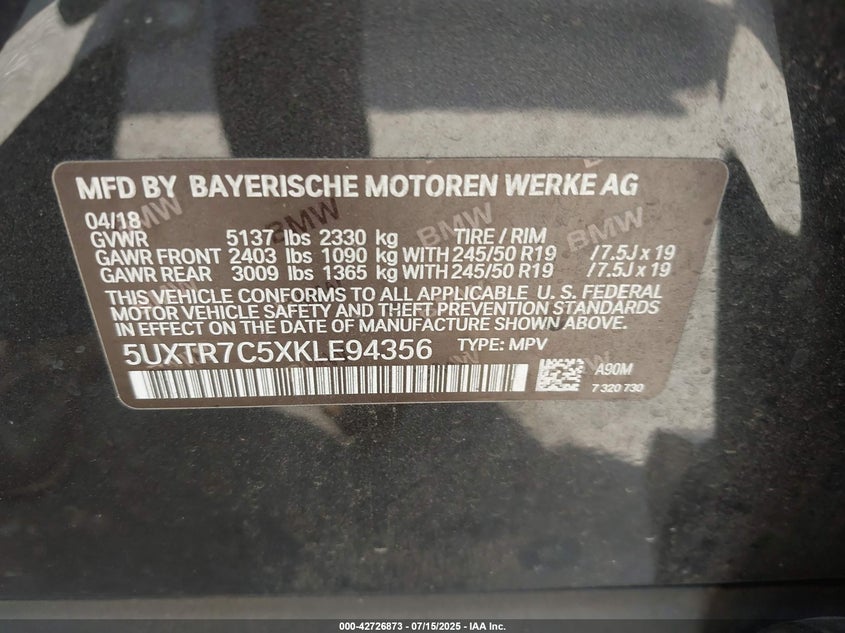 MFD BY BAYERISCHE MOTOREN WERKE AG
04/18
GVWR 5137 lbs 2330 kg TIRE / RIM
GAWR FRONT 2403 lbs 1090 kg WITH 245/50 R19 /7.5J x 19
GAWR REAR 3009 lbs 1365 kg WITH 245/50 R19 /7.5J x 19
THIS VEHICLE CONFORMS TO ALL APPLICABLE U.S. FEDERAL
MOTOR VEHICLE SAFETY AND THEFT PREVENTION STANDARDS
IN EFFECT ON THE DATE OF MANUFACTURE SHOWN ABOVE.
5UXTR7C5XKLE94356 TYPE: MPV
A90M
7 320 730
BMW
BMW
BMW
BMW
000-42726873 / 07/15/2025 - IAA Inc.